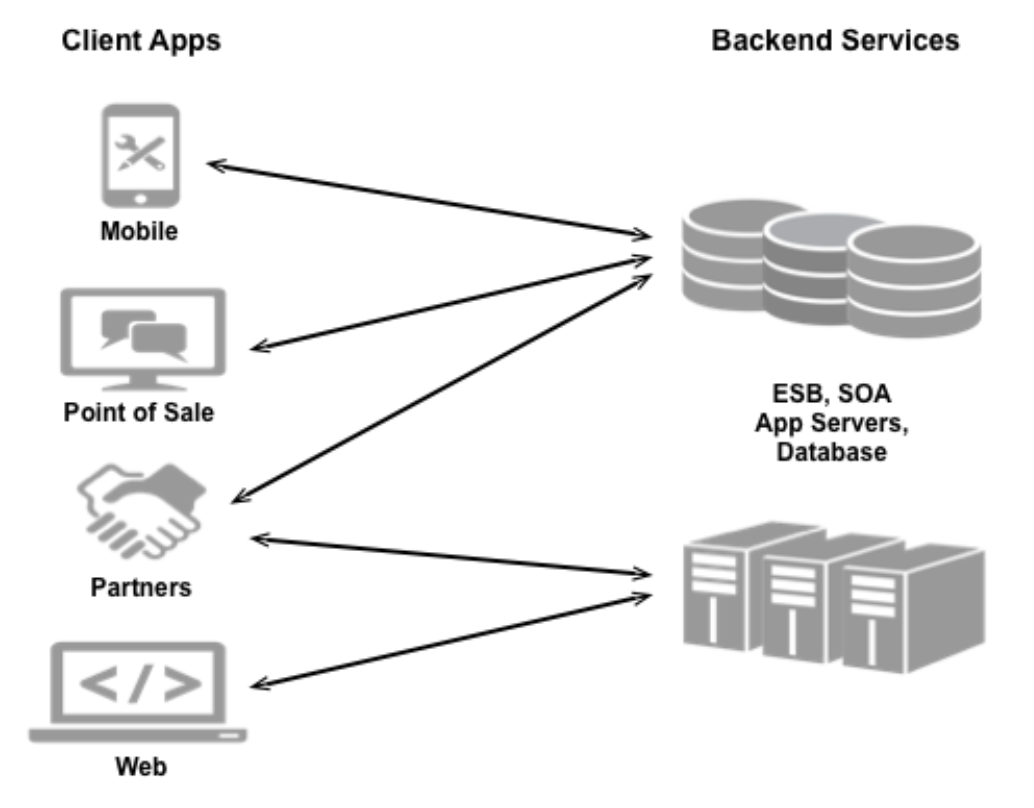 Client Apps
Backend Services
Mobile
Point of Sale
ESB, SOA
App Servers,
Database
Partners
</>
Web